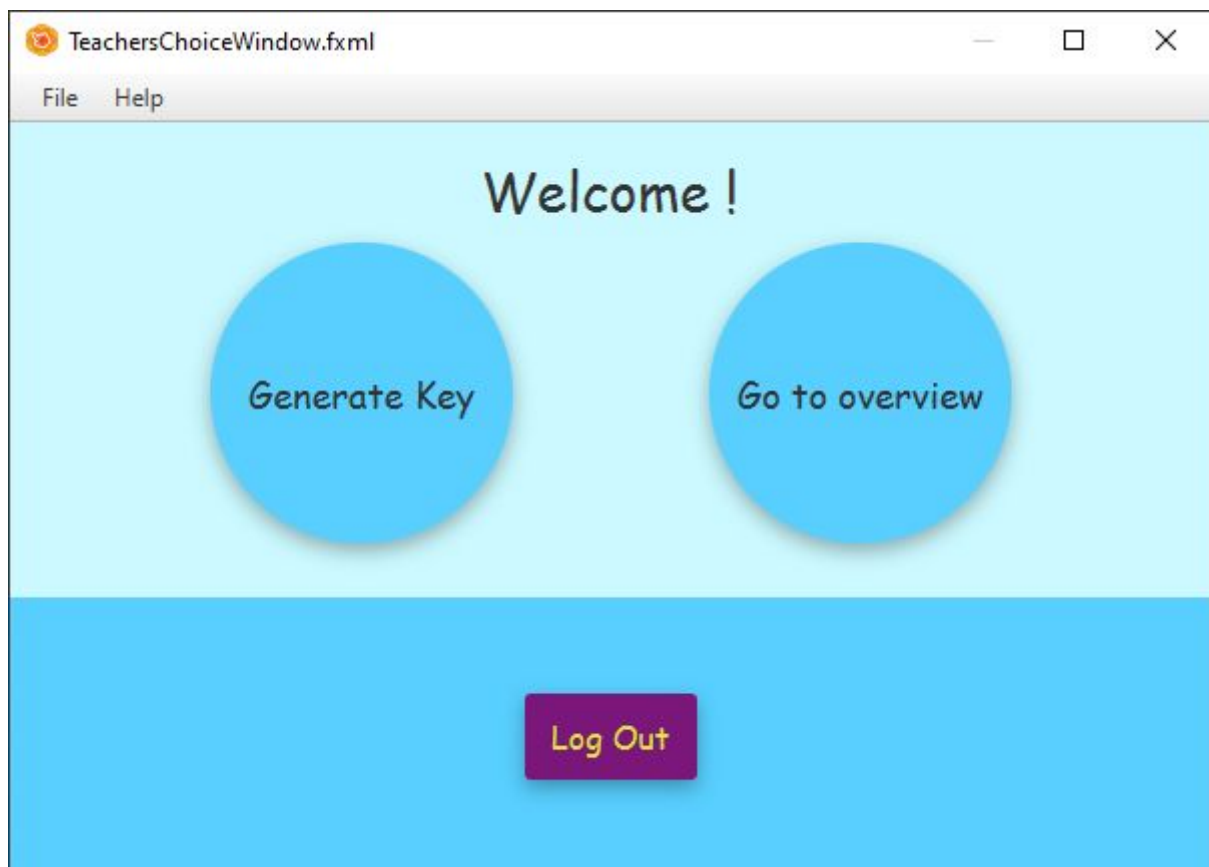 TeachersChoiceWindow.fxml
File Help
Welcome !
Generate Key Go to overview
Log Out